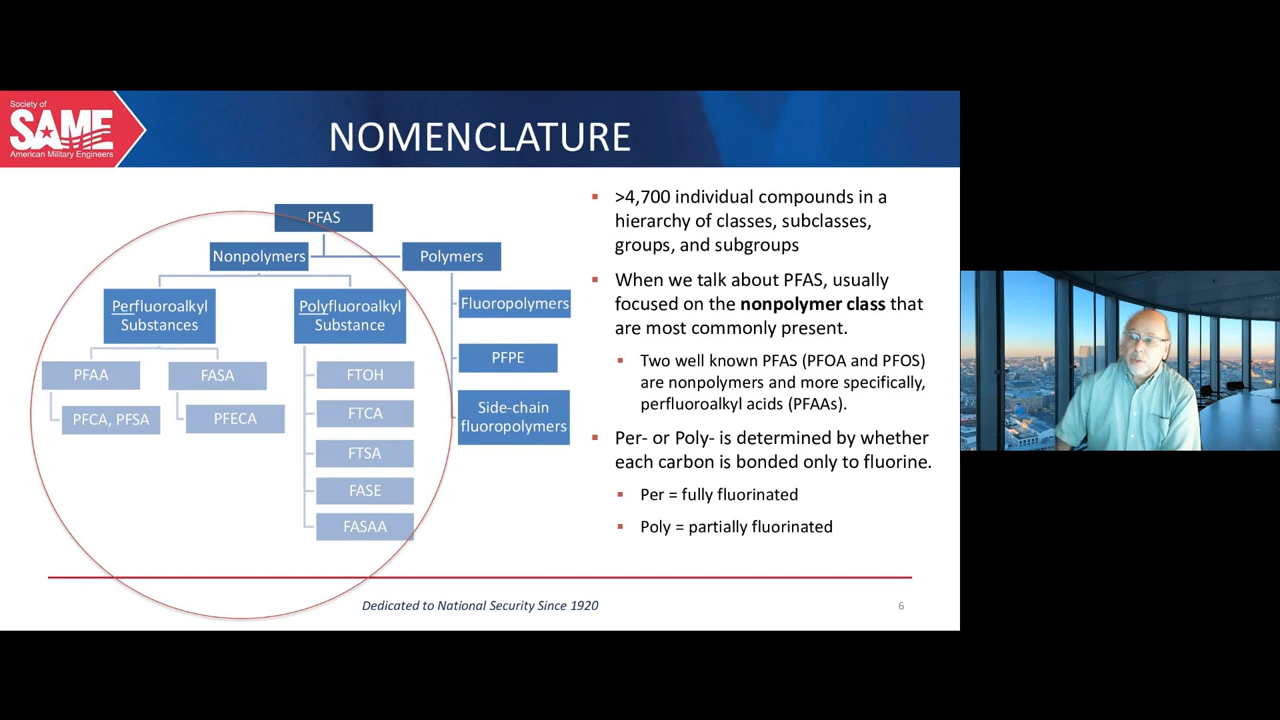 Society of
SAME
American Military Engineers
NOMENCLATURE
PFAS
Nonpolymers
Polymers
Perfluoroalkyl
Substances
Polyfluoroalkyl
Substance
Fluoropolymers
PFPE
Side-chain
fluoropolymers
PFAA
FASA
PFCA, PFSA
PFECA
FTOH
FTCA
FTSA
FASE
FASAA
▪ >4,700 individual compounds in a
hierarchy of classes, subclasses,
groups, and subgroups
▪ When we talk about PFAS, usually
focused on the nonpolymer class that
are most commonly present.
▪ Two well known PFAS (PFOA and PFOS)
are nonpolymers and more specifically,
perfluoroalkyl acids (PFAAs).
▪ Per- or Poly- is determined by whether
each carbon is bonded only to fluorine.
▪ Per = fully fluorinated
▪ Poly = partially fluorinated
Dedicated to National Security Since 1920
6